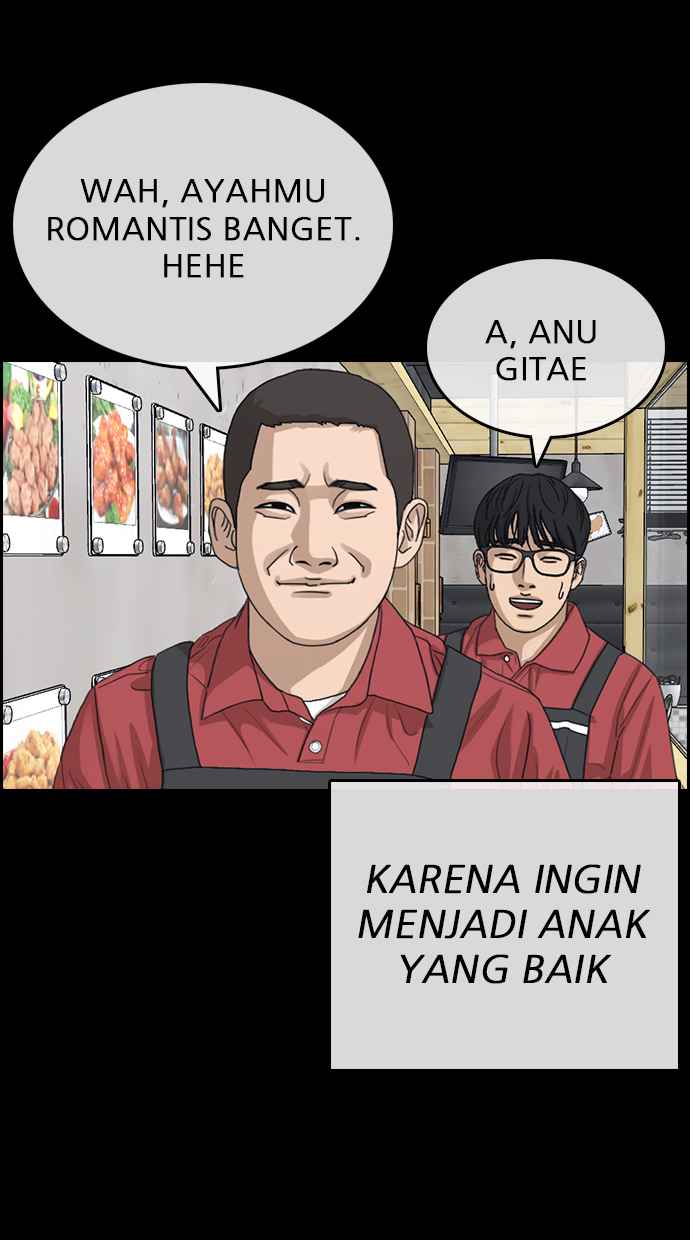 WAH, AYAHMU
ROMANTIS BANGET.
HEHE
A, ANU
GITAE
KARENA INGIN
MENJADI ANAK
YANG BAIK